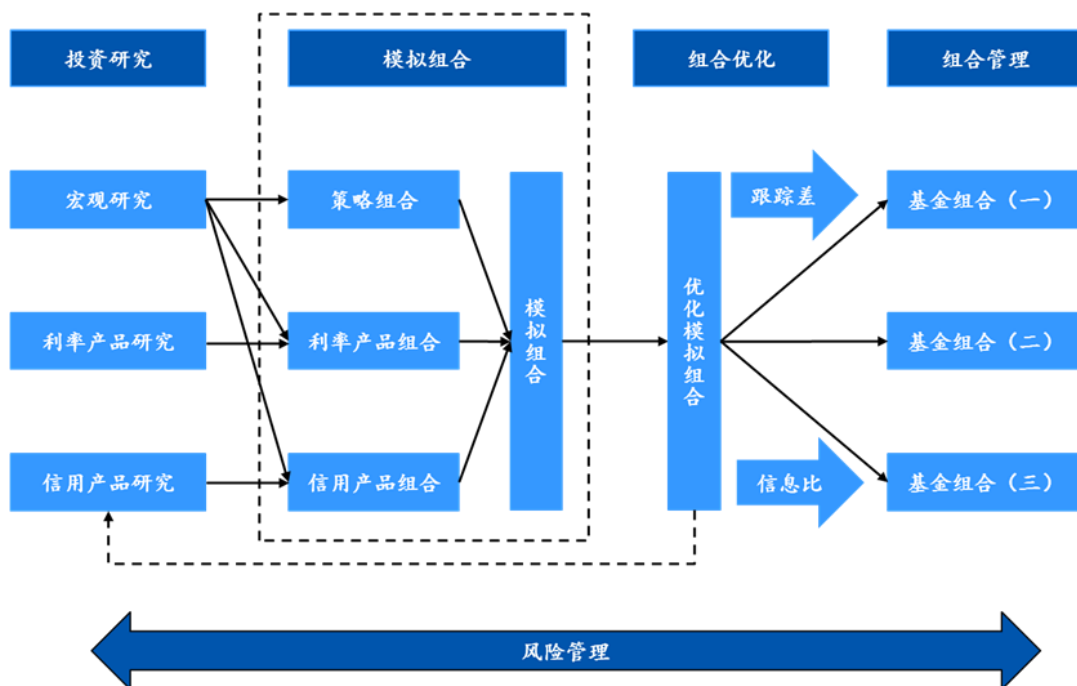 投资研究
模拟组合
组合优化
组合管理
宏观研究
策略组合
跟踪差
基金组合（一）
利率产品研究
利率产品组合
模拟组合
优化模拟组合
基金组合（二）
信用产品研究
信用产品组合
信息比
基金组合（三）
风险管理